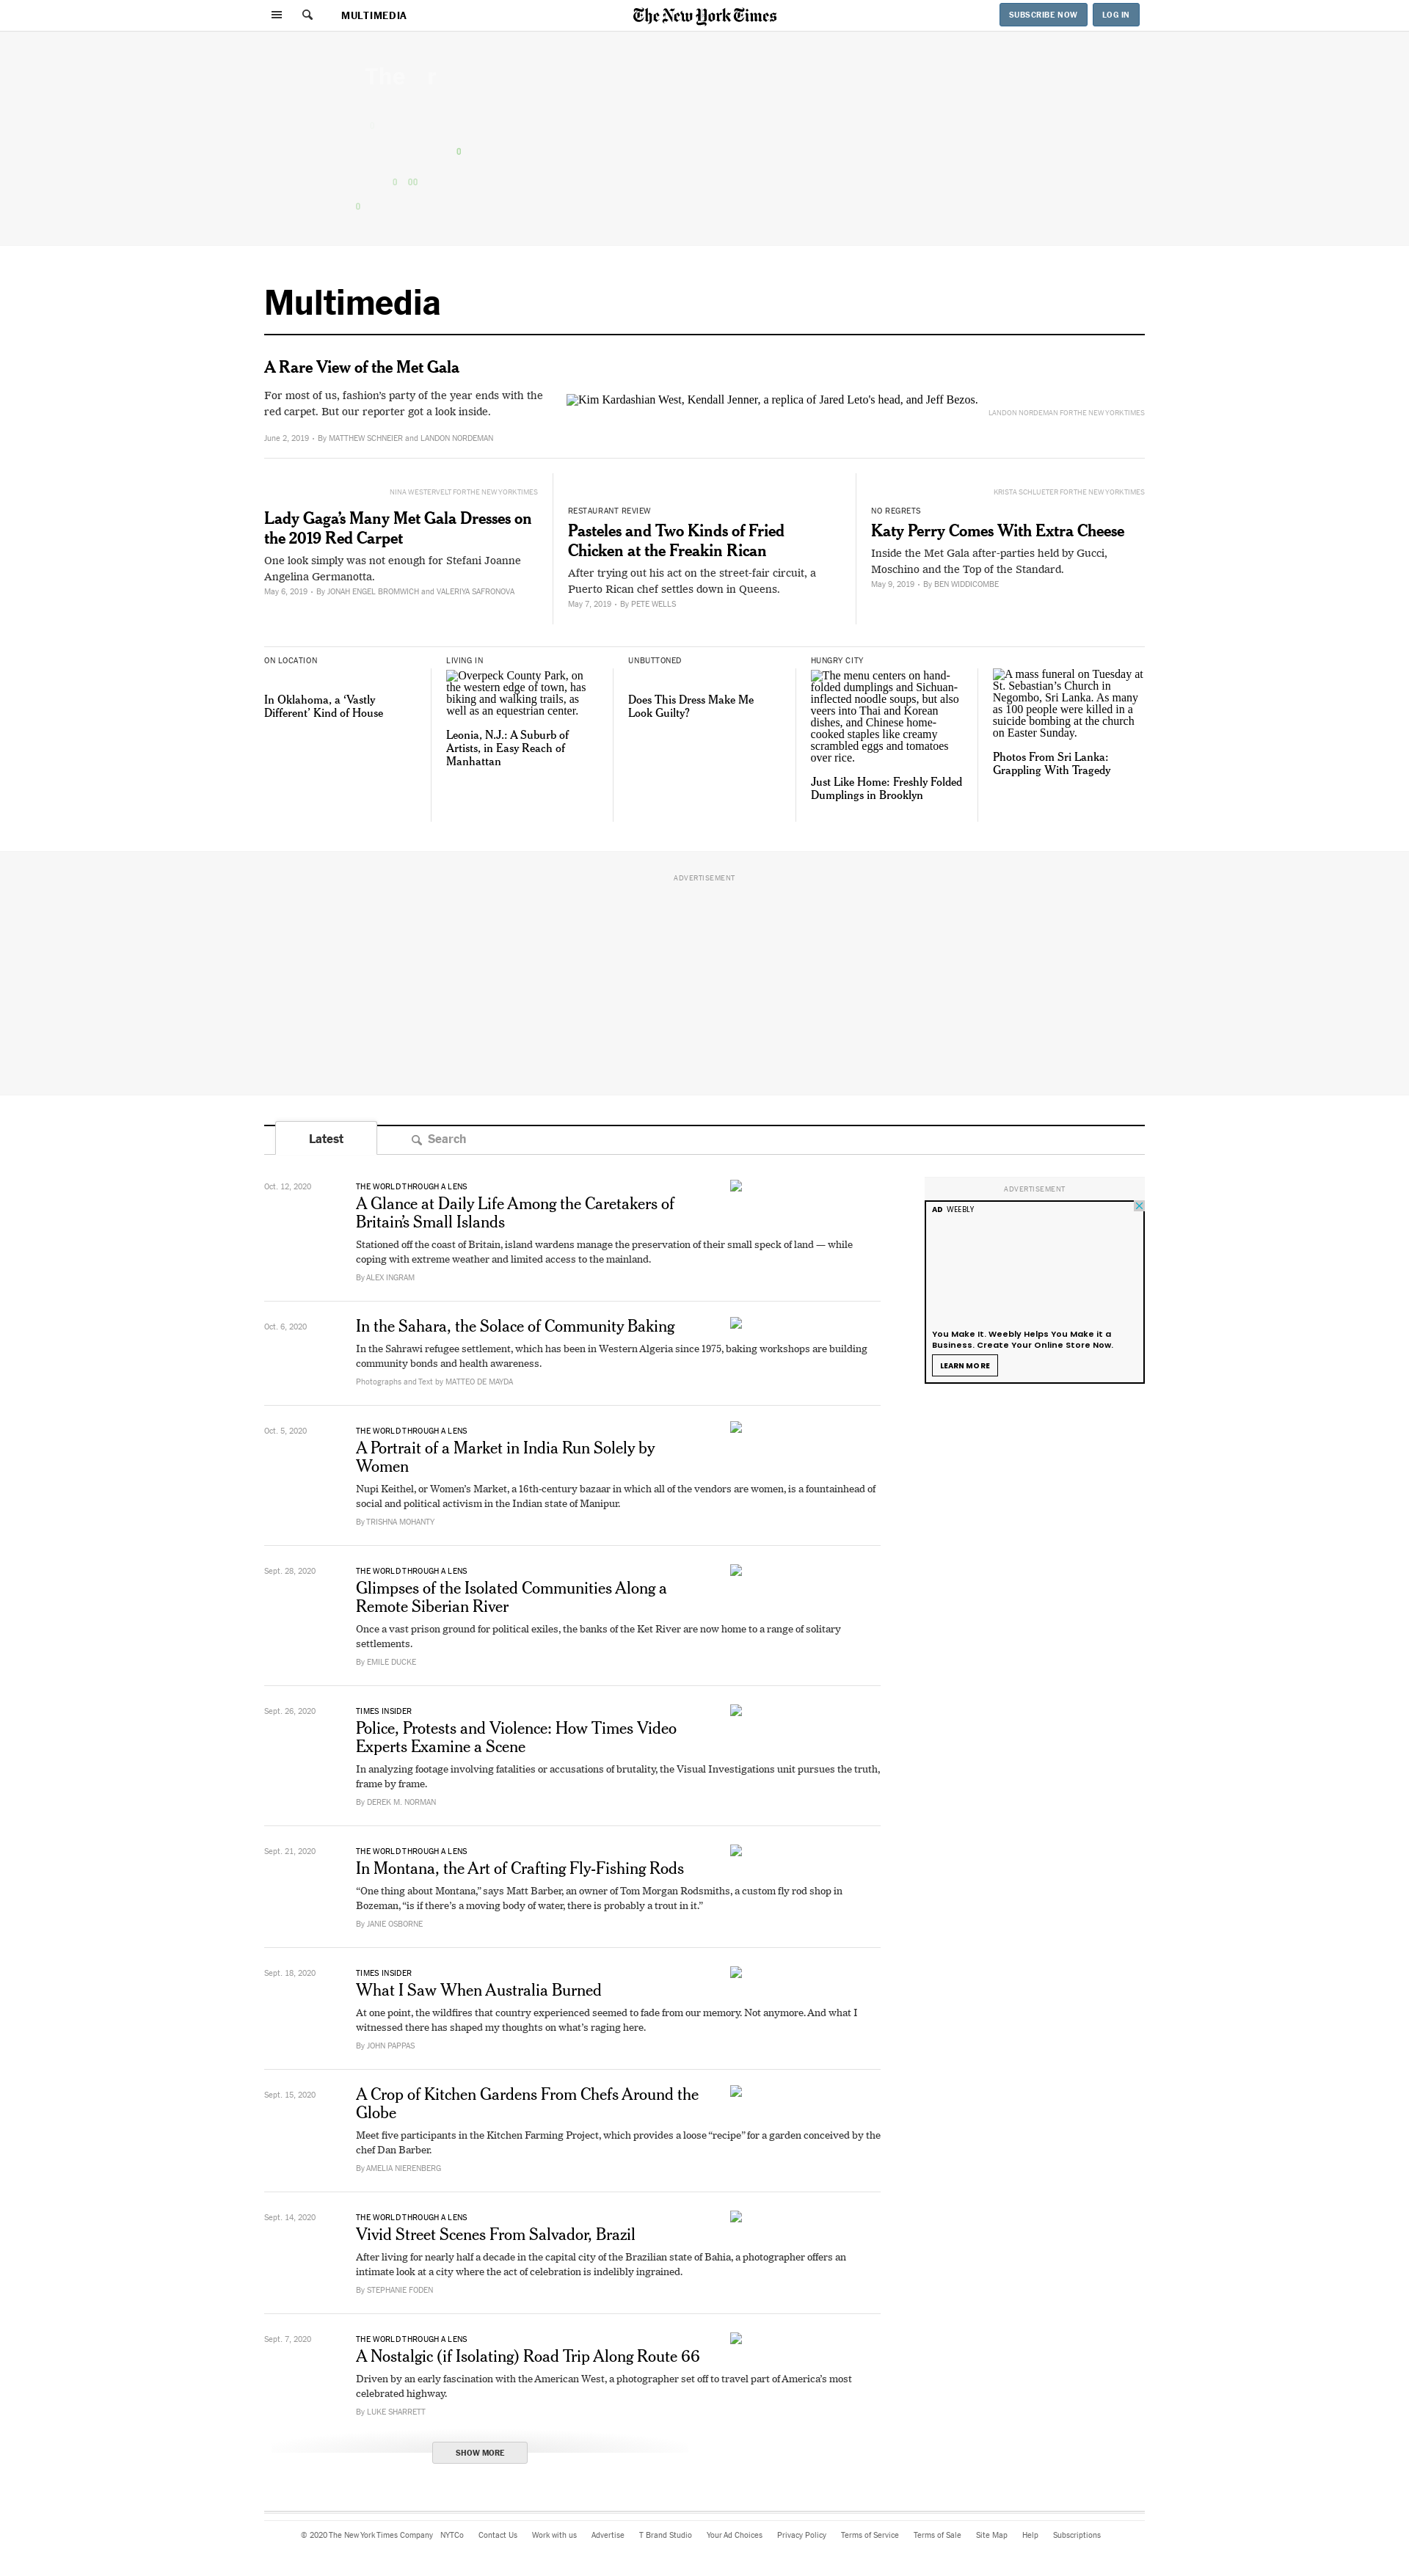 MULTIMEDIA
The New York Times
SUBSCRIBE NOW
LOG IN
0
0 00
0
Multimedia
A Rare View of the Met Gala
For most of us, fashion’s party of the year ends with the
red carpet. But our reporter got a look inside.
June 2, 2019 · By MATTHEW SCHNEIER and LANDON NORDEMAN
Kim Kardashian West, Kendall Jenner, a replica of Jared Leto's head, and Jeff Bezos.
LANDON NORDEMAN FOR THE NEW YORK TIMES
NINA WESTERVELT FOR THE NEW YORK TIMES
Lady Gaga’s Many Met Gala Dresses on
the 2019 Red Carpet
One look simply was not enough for Stefani Joanne
Angelina Germanotta.
May 6, 2019 · By JONAH ENGEL BROMWICH and VALERIYA SAFRONOVA
RESTAURANT REVIEW
Pasteles and Two Kinds of Fried
Chicken at the Freakin Rican
After trying out his act on the street-fair circuit, a
Puerto Rican chef settles down in Queens.
May 7, 2019 · By PETE WELLS
KRISTA SCHLUETER FOR THE NEW YORK TIMES
NO REGRETS
Katy Perry Comes With Extra Cheese
Inside the Met Gala after-parties held by Gucci,
Moschino and the Top of the Standard.
May 9, 2019 · By BEN WIDDICOMBE
ON LOCATION
In Oklahoma, a ‘Vastly
Different’ Kind of House
LIVING IN
Overpeck County Park, on
the western edge of town, has
biking and walking trails, as
well as an equestrian center.
Leonia, N.J.: A Suburb of
Artists, in Easy Reach of
Manhattan
UNBUTTONED
Does This Dress Make Me
Look Guilty?
HUNGRY CITY
The menu centers on hand-
folded dumplings and Sichuan-
inflected noodle soups, but also
veers into Thai and Korean
dishes, and Chinese home-
cooked staples like creamy
scrambled eggs and tomatoes
over rice.
Just Like Home: Freshly Folded
Dumplings in Brooklyn
A mass funeral on Tuesday at
St. Sebastian’s Church in
Negombo, Sri Lanka. As many
as 100 people were killed in a
suicide bombing at the church
on Easter Sunday.
Photos From Sri Lanka:
Grappling With Tragedy
ADVERTISEMENT
Latest
Search
Oct. 12, 2020
THE WORLD THROUGH A LENS
A Glance at Daily Life Among the Caretakers of
Britain’s Small Islands
Stationed off the coast of Britain, island wardens manage the preservation of their small speck of land — while
coping with extreme weather and limited access to the mainland.
By ALEX INGRAM
ADVERTISEMENT
AD WEEBLY
You Make It. Weebly Helps You Make it a
Business. Create Your Online Store Now.
LEARN MORE
Oct. 6, 2020
In the Sahara, the Solace of Community Baking
In the Sahrawi refugee settlement, which has been in Western Algeria since 1975, baking workshops are building
community bonds and health awareness.
Photographs and Text by MATTEO DE MAYDA
Oct. 5, 2020
THE WORLD THROUGH A LENS
A Portrait of a Market in India Run Solely by
Women
Nupi Keithel, or Women’s Market, a 16th-century bazaar in which all of the vendors are women, is a fountainhead of
social and political activism in the Indian state of Manipur.
By TRISHNA MOHANTY
Sept. 28, 2020
THE WORLD THROUGH A LENS
Glimpses of the Isolated Communities Along a
Remote Siberian River
Once a vast prison ground for political exiles, the banks of the Ket River are now home to a range of solitary
settlements.
By EMILE DUCKE
Sept. 26, 2020
TIMES INSIDER
Police, Protests and Violence: How Times Video
Experts Examine a Scene
In analyzing footage involving fatalities or accusations of brutality, the Visual Investigations unit pursues the truth,
frame by frame.
By DEREK M. NORMAN
Sept. 21, 2020
THE WORLD THROUGH A LENS
In Montana, the Art of Crafting Fly-Fishing Rods
“One thing about Montana,” says Matt Barber, an owner of Tom Morgan Rodsmiths, a custom fly rod shop in
Bozeman, “is if there’s a moving body of water, there is probably a trout in it.”
By JANIE OSBORNE
Sept. 18, 2020
TIMES INSIDER
What I Saw When Australia Burned
At one point, the wildfires that country experienced seemed to fade from our memory. Not anymore. And what I
witnessed there has shaped my thoughts on what’s raging here.
By JOHN PAPPAS
Sept. 15, 2020
A Crop of Kitchen Gardens From Chefs Around the
Globe
Meet five participants in the Kitchen Farming Project, which provides a loose “recipe” for a garden conceived by the
chef Dan Barber.
By AMELIA NIERENBERG
Sept. 14, 2020
THE WORLD THROUGH A LENS
Vivid Street Scenes From Salvador, Brazil
After living for nearly half a decade in the capital city of the Brazilian state of Bahia, a photographer offers an
intimate look at a city where the act of celebration is indelibly ingrained.
By STEPHANIE FODEN
Sept. 7, 2020
THE WORLD THROUGH A LENS
A Nostalgic (if Isolating) Road Trip Along Route 66
Driven by an early fascination with the American West, a photographer set off to travel part of America’s most
celebrated highway.
By LUKE SHARRETT
SHOW MORE
© 2020 The New York Times Company NYTCo Contact Us Work with us Advertise T Brand Studio Your Ad Choices Privacy Policy Terms of Service Terms of Sale Site Map Help Subscriptions